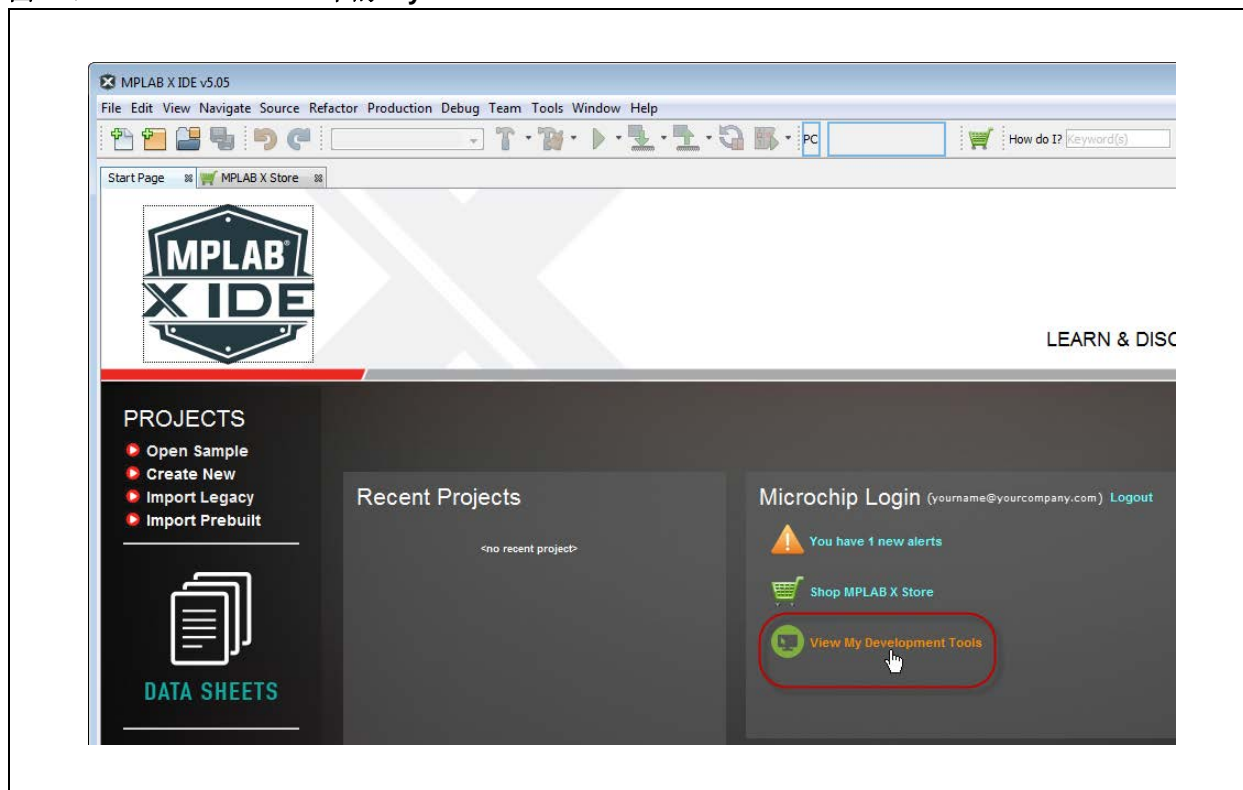 MPLAB X IDE v5.05
File Edit View Navigate Source Refactor Production Debug Team Tools Window Help
PC
How do I? Keyword(s)
Start Page MPLAB X Store
MPLAB®
X IDE
LEARN & DISC
PROJECTS
Open Sample
Create New
Import Legacy
Import Prebuilt
Recent Projects
<no recent project>
Microchip Login (yourname@yourcompany.com) Logout
You have 1 new alerts
Shop MPLAB X Store
View My Development Tools
DATA SHEETS